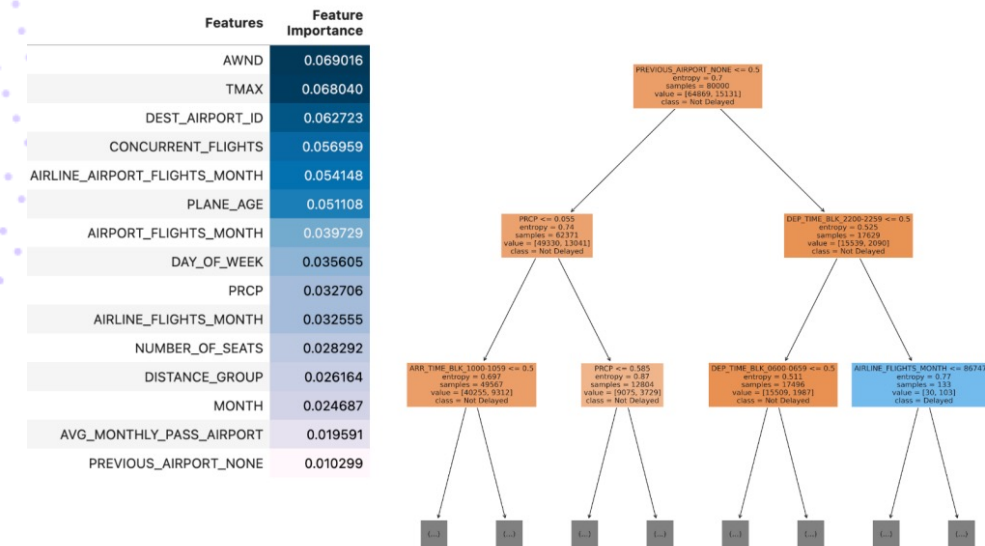 Features Feature
Importance
AWND 0.069016
TMAX 0.068040
DEST_AIRPORT_ID 0.062723
CONCURRENT_FLIGHTS 0.056959
AIRLINE_AIRPORT_FLIGHTS_MONTH 0.054148
PLANE_AGE 0.051108
AIRPORT_FLIGHTS_MONTH 0.039729
DAY_OF_WEEK 0.035605
PRCP 0.032706
AIRLINE_FLIGHTS_MONTH 0.032555
NUMBER_OF_SEATS 0.028292
DISTANCE_GROUP 0.026164
MONTH 0.024687
AVG_MONTHLY_PASS_AIRPORT 0.019591
PREVIOUS_AIRPORT_NONE 0.010299
PREVIOUS_AIRPORT_NONE <= 0.5
entropy = 0.7
samples = 80000
value = [64869, 15131]
class = Not Delayed
PRCP <= 0.055
entropy = 0.74
samples = 62371
value = [49330, 13041]
class = Not Delayed
DEP_TIME_BLK_2200-2259 <= 0.5
entropy = 0.525
samples = 17629
value = [15539, 2090]
class = Not Delayed
ARR_TIME_BLK_1000-1059 <= 0.5
entropy = 0.697
samples = 49567
value = [40255, 9312]
class = Not Delayed
PRCP <= 0.585
entropy = 0.87
samples = 12804
value = [9075, 3729]
class = Not Delayed
DEP_TIME_BLK_0600-0659 <= 0.5
entropy = 0.511
samples = 17496
value = [15509, 1987]
class = Not Delayed
AIRLINE_FLIGHTS_MONTH <= 86747
entropy = 0.77
samples = 133
value = [30, 103]
class = Delayed
(...) (...) (...) (...) (...) (...) (...) (...)